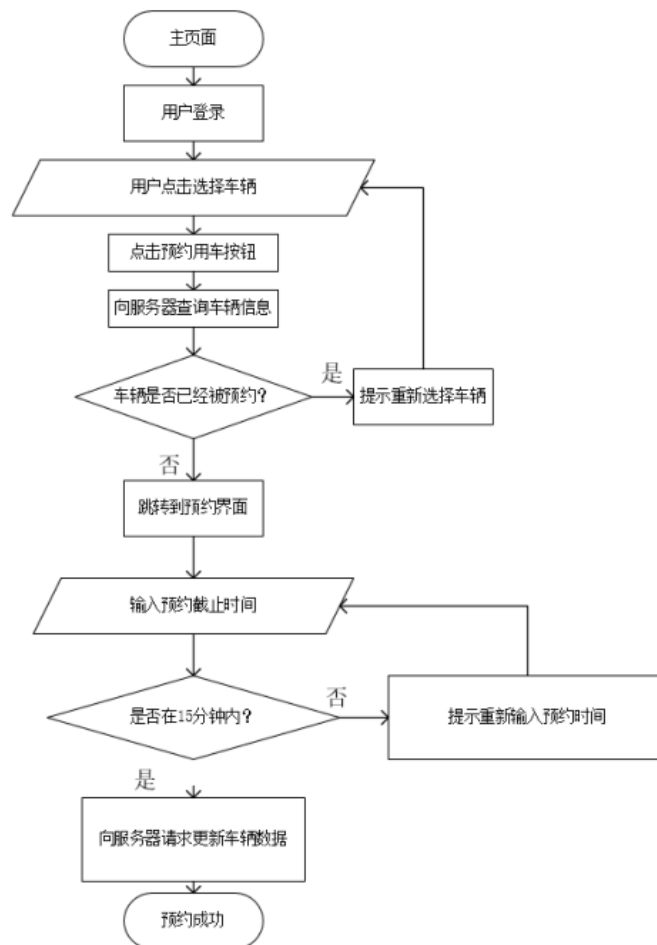 主页面
用户登录
用户点击选择车辆
点击预约用车按钮
向服务器查询车辆信息
车辆是否已经被预约?
是
提示重新选择车辆
否
跳转到预约界面
输入预约截止时间
是否在15分钟内?
否
提示重新输入预约时间
是
向服务器请求更新车辆数据
预约成功